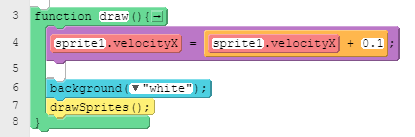 3 function draw(){→
4 sprite1.velocityX = sprite1.velocityX + 0.1;
5
6 background(▼"white");
7 drawSprites();
8 }